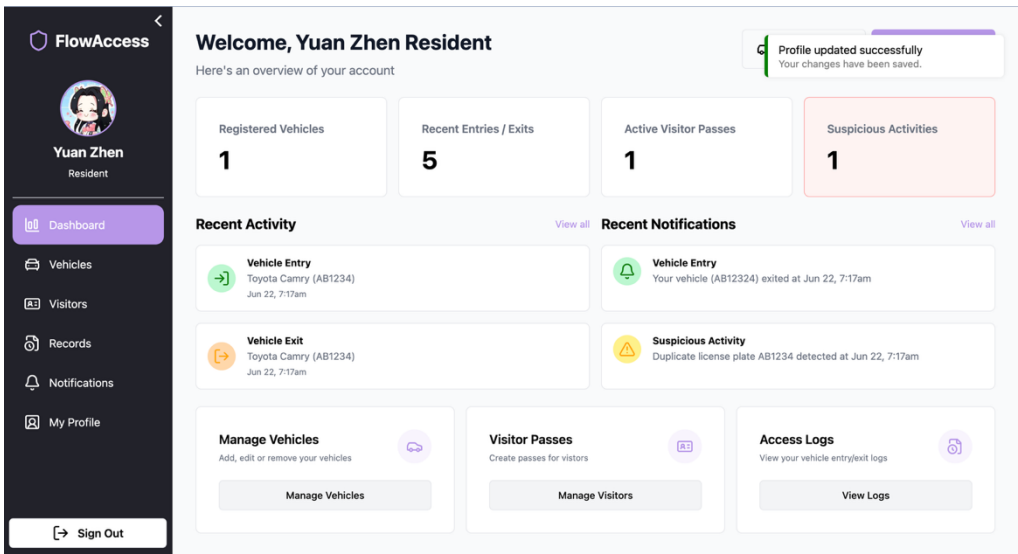 FlowAccess
Yuan Zhen
Resident
Dashboard
Vehicles
Visitors
Records
Notifications
My Profile
Sign Out
Welcome, Yuan Zhen Resident
Here's an overview of your account
Profile updated successfully
Your changes have been saved.
Registered Vehicles
1
Recent Entries / Exits
5
Active Visitor Passes
1
Suspicious Activities
1
Recent Activity
View all
Vehicle Entry
Toyota Camry (AB1234)
Jun 22, 7:17am
Vehicle Exit
Toyota Camry (AB1234)
Jun 22, 7:17am
Recent Notifications
View all
Vehicle Entry
Your vehicle (AB12324) exited at Jun 22, 7:17am
Suspicious Activity
Duplicate license plate AB1234 detected at Jun 22, 7:17am
Manage Vehicles
Add, edit or remove your vehicles
Manage Vehicles
Visitor Passes
Create passes for vistors
Manage Visitors
Access Logs
View your vehicle entry/exit logs
View Logs